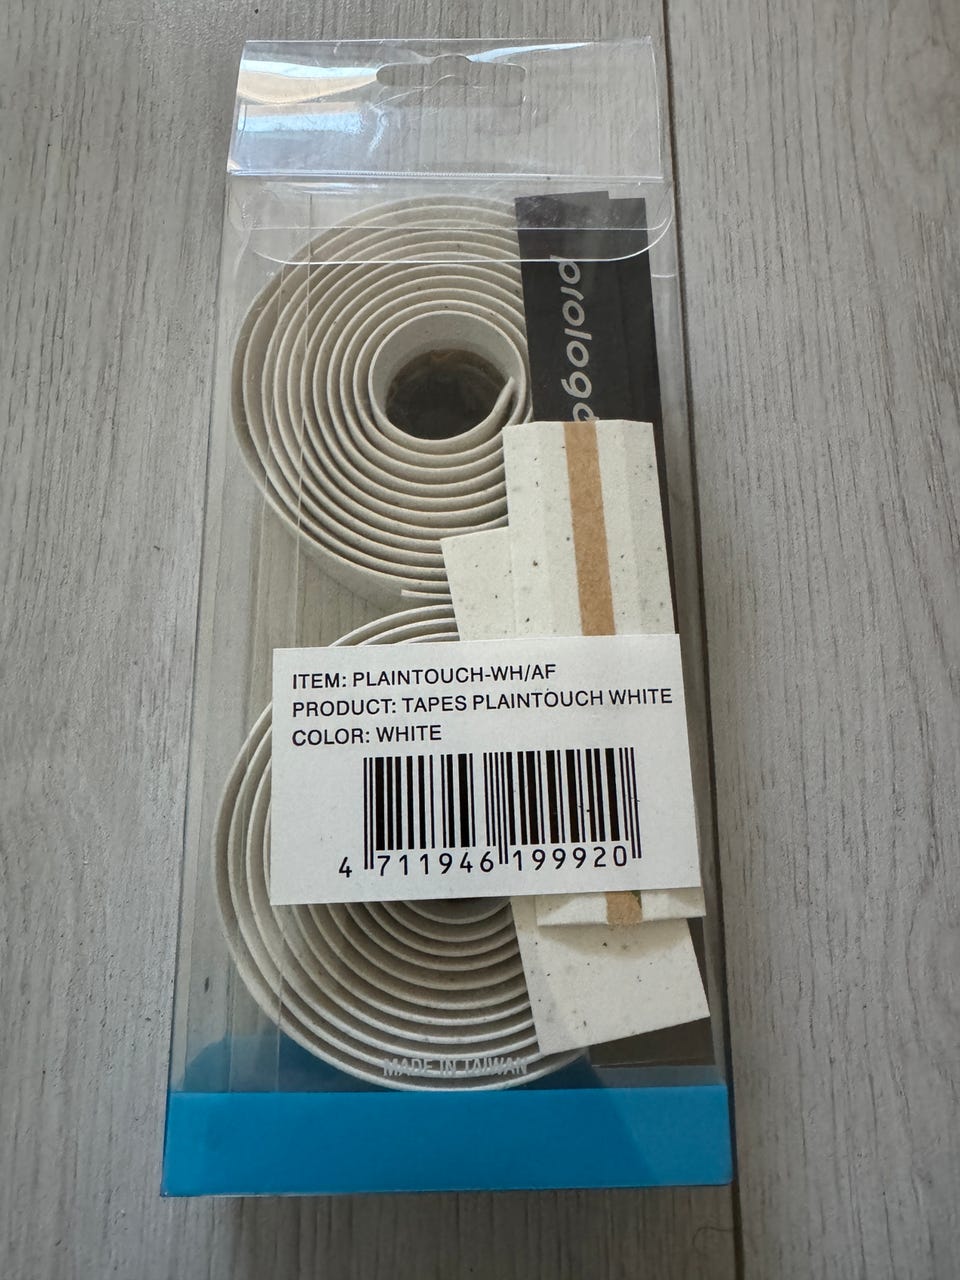 prologo
ITEM: PLAINTOUCH-WH/AF
PRODUCT: TAPES PLAINTOUCH WHITE
COLOR: WHITE
4 711946 199920
MADE IN TAIWAN